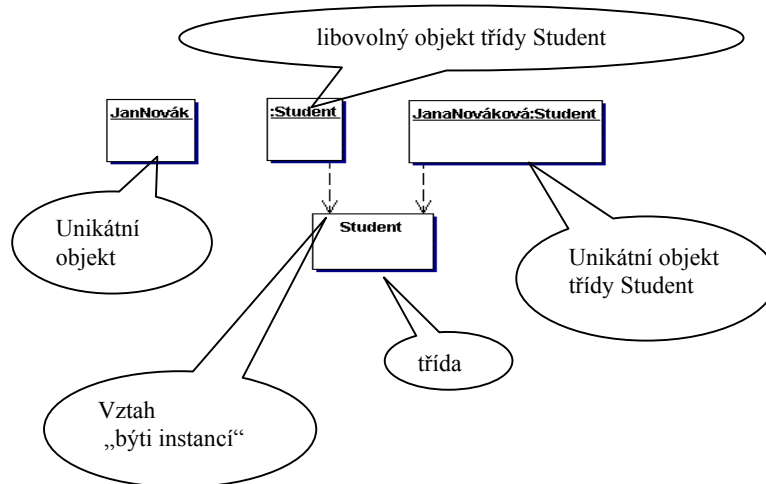 libovolný objekt třídy Student
JanNovák
:Student
JanaNováková:Student
Unikátní
objekt
Student
Unikátní objekt
třídy Student
třída
Vztah
„býti instancí“